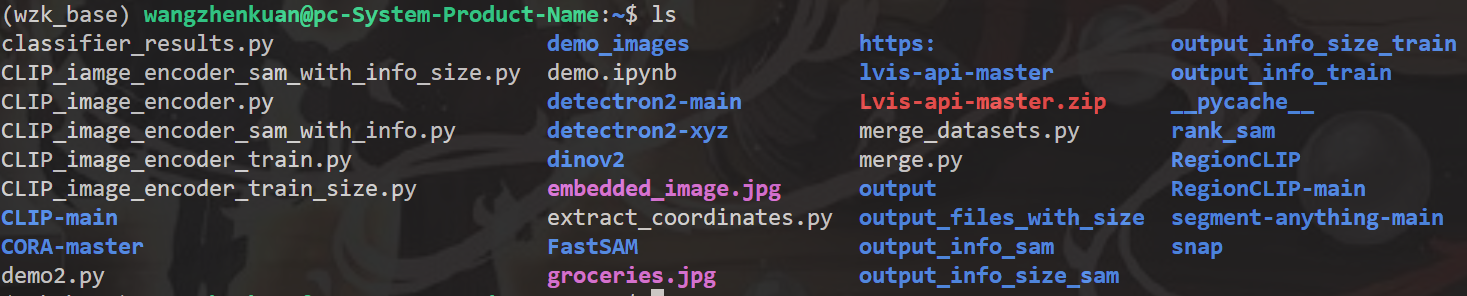 (wzk_base) wangzhenkuan@pc-System-Product-Name:~$ ls
classifier_results.py demo_images https: output_info_size_train
CLIP_iamge_encoder_sam_with_info_size.py demo.ipynb lvis-api-master output_info_train
CLIP_image_encoder.py detectron2-main Lvis-api-master.zip __pycache__
CLIP_image_encoder_sam_with_info.py detectron2-xyz merge_datasets.py rank_sam
CLIP_image_encoder_train.py dinov2 merge.py RegionCLIP
CLIP_image_encoder_train_size.py embedded_image.jpg output RegionCLIP-main
CLIP-main extract_coordinates.py output_files_with_size segment-anything-main
CORA-master FastSAM output_info_sam snap
demo2.py groceries.jpg output_info_size_sam